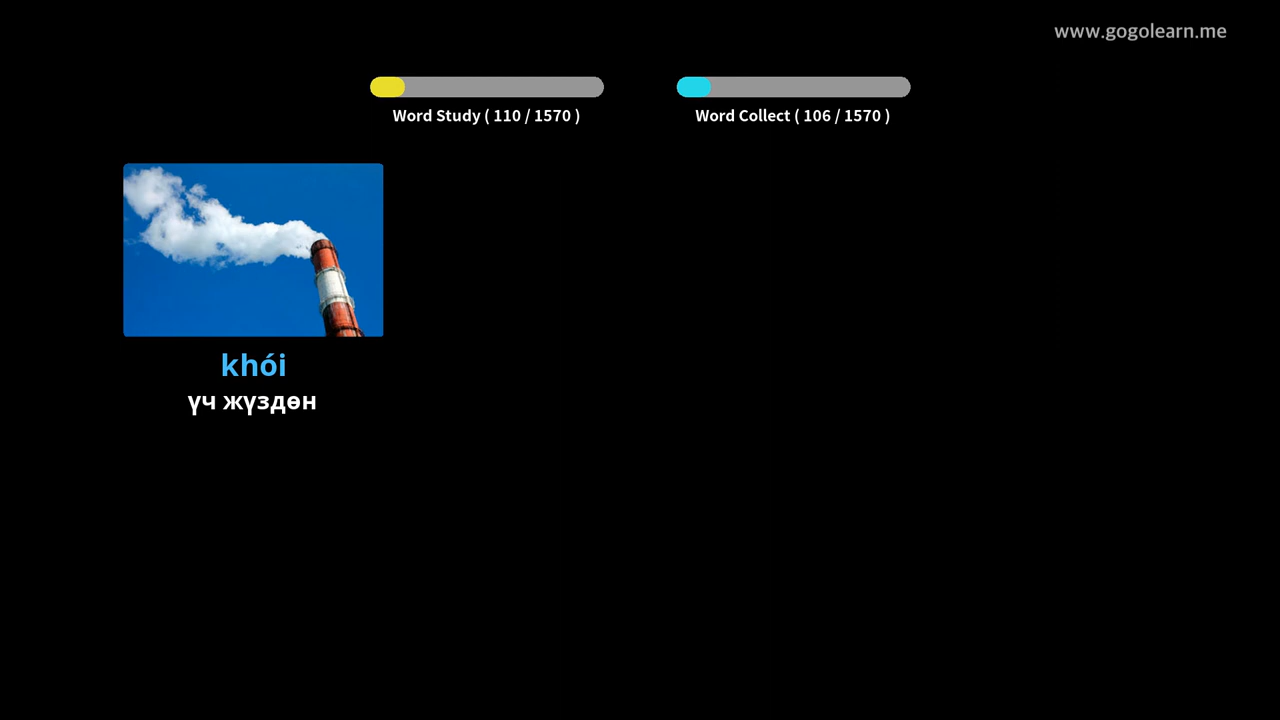 www.gogolearn.me
Word Study ( 110 / 1570 )
Word Collect ( 106 / 1570 )
khói
үч жүздөн